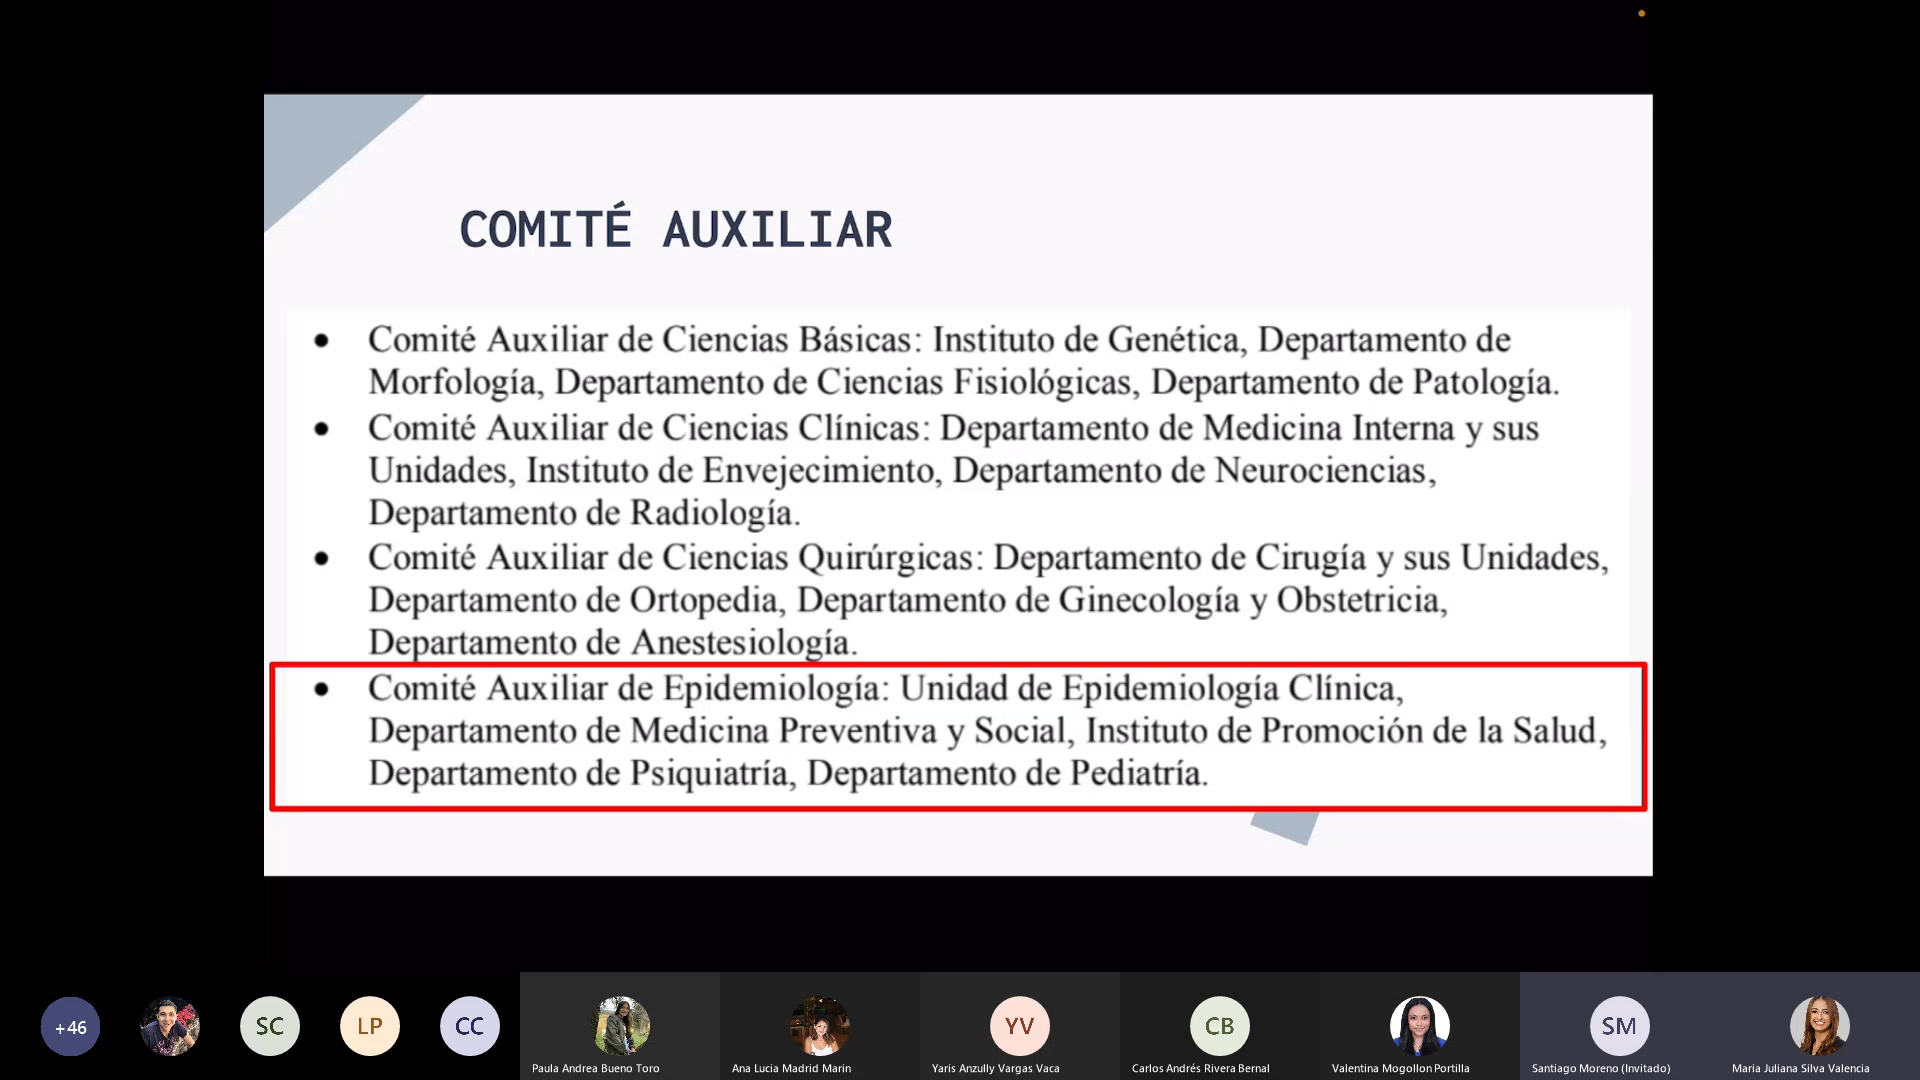 COMITÉ AUXILIAR
• Comité Auxiliar de Ciencias Básicas: Instituto de Genética, Departamento de
Morfología, Departamento de Ciencias Fisiológicas, Departamento de Patología.
• Comité Auxiliar de Ciencias Clínicas: Departamento de Medicina Interna y sus
Unidades, Instituto de Envejecimiento, Departamento de Neurociencias,
Departamento de Radiología.
• Comité Auxiliar de Ciencias Quirúrgicas: Departamento de Cirugía y sus Unidades,
Departamento de Ortopedia, Departamento de Ginecología y Obstetricia,
Departamento de Anestesiología.
• Comité Auxiliar de Epidemiología: Unidad de Epidemiología Clínica,
Departamento de Medicina Preventiva y Social, Instituto de Promoción de la Salud,
Departamento de Psiquiatría, Departamento de Pediatría.
+46
SC
LP
CC
YV
CB
SM
Paula Andrea Bueno Toro
Ana Lucia Madrid Marin
Yaris Anzully Vargas Vaca
Carlos Andrés Rivera Bernal
Valentina Mogollon Portilla
Santiago Moreno (Invitado)
Maria Juliana Silva Valencia